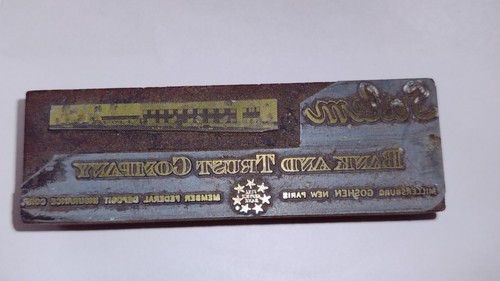 Salem
BANK AND TRUST COMPANY
MILLERSBURG GOSHEN NEW PARIS
MEMBER FEDERAL DEPOSIT INSURANCE CORP.